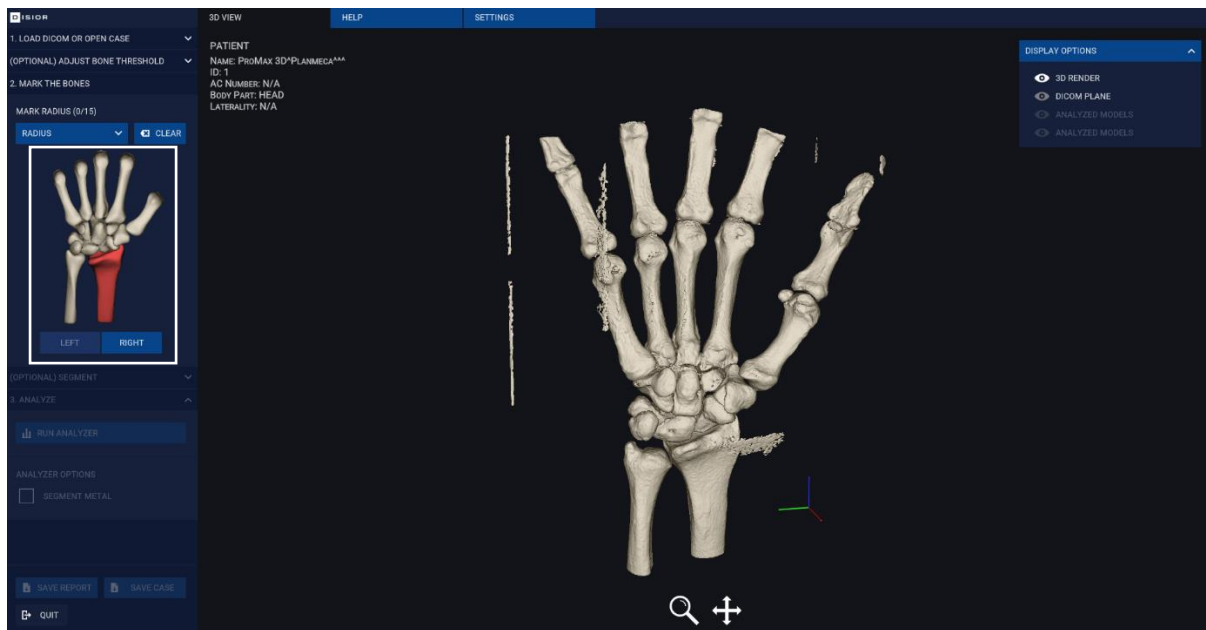 DISIOR
3D VIEW
HELP
SETTINGS
1. LOAD DICOM OR OPEN CASE
(OPTIONAL) ADJUST BONE THRESHOLD
2. MARK THE BONES
MARK RADIUS (0/15)
RADIUS
CLEAR
LEFT
RIGHT
(OPTIONAL) SEGMENT
3. ANALYZE
RUN ANALYZER
ANALYZER OPTIONS
SEGMENT METAL
SAVE REPORT
SAVE CASE
QUIT
PATIENT
NAME: PROMAX 3D^PLANMECA^^^
ID: 1
AC NUMBER: N/A
BODY PART: HEAD
LATERALITY: N/A
DISPLAY OPTIONS
3D RENDER
DICOM PLANE
ANALYZED MODELS
ANALYZED MODELS